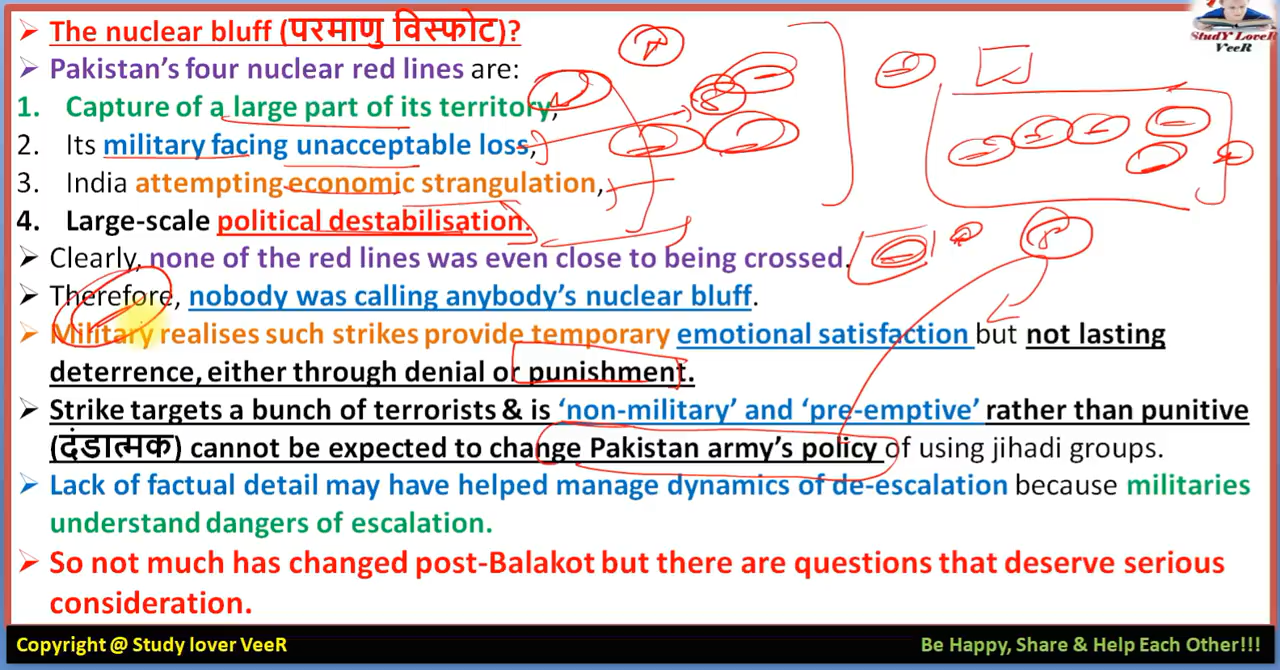 StudY LoveR
VeeR
➤ The nuclear bluff (परमाणु विस्फोट)?
➤ Pakistan's four nuclear red lines are:
1. Capture of a large part of its territory,
2. Its military facing unacceptable loss,
3. India attempting economic strangulation,
4. Large-scale political destabilisation.
➤ Clearly, none of the red lines was even close to being crossed.
➤ Therefore, nobody was calling anybody's nuclear bluff.
➤ Military realises such strikes provide temporary emotional satisfaction but not lasting
deterrence, either through denial or punishment.
➤ Strike targets a bunch of terrorists & is 'non-military' and 'pre-emptive' rather than punitive
(दंडात्मक) cannot be expected to change Pakistan army's policy of using jihadi groups.
➤ Lack of factual detail may have helped manage dynamics of de-escalation because militaries
understand dangers of escalation.
➤ So not much has changed post-Balakot but there are questions that deserve serious
consideration.
Copyright @ Study lover VeeR
Be Happy, Share & Help Each Other!!!